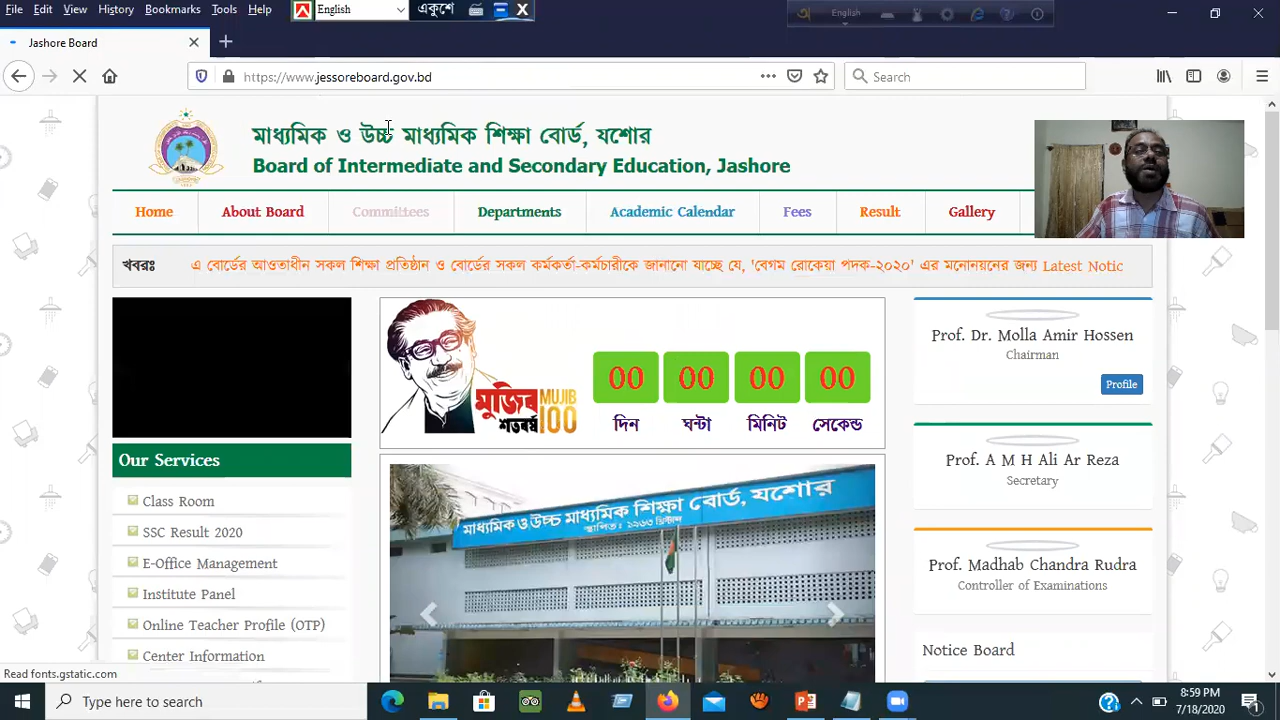 File Edit View History Bookmarks Tools Help English একুশে English
Jashore Board
https://www.jessoreboard.gov.bd Search
মাধ্যমিক ও উচ্চ মাধ্যমিক শিক্ষা বোর্ড, যশোর
Board of Intermediate and Secondary Education, Jashore
Home About Board Committees Departments Academic Calendar Fees Result Gallery
খবরঃ এ বোর্ডের আওতাধীন সকল শিক্ষা প্রতিষ্ঠান ও বোর্ডের সকল কর্মকর্তা-কর্মচারীকে জানানো যাচ্ছে যে, 'বেগম রোকেয়া পদক-২০২০' এর মনোনয়নের জন্য Latest Notic
মুজিব শতবর্ষ MUJIB 100
00 00 00 00
দিন ঘন্টা মিনিট সেকেন্ড
Prof. Dr. Molla Amir Hossen
Chairman
Profile
Our Services
Class Room
SSC Result 2020
E-Office Management
Institute Panel
Online Teacher Profile (OTP)
Center Information
মাধ্যমিক ও উচ্চ মাধ্যমিক শিক্ষা বোর্ড, যশোর
স্থাপিত: ১৯৬৩ খ্রিষ্টাব্দ
Prof. A M H Ali Ar Reza
Secretary
Prof. Madhab Chandra Rudra
Controller of Examinations
Notice Board
Read fonts.gstatic.com
Type here to search
8:59 PM
7/18/2020